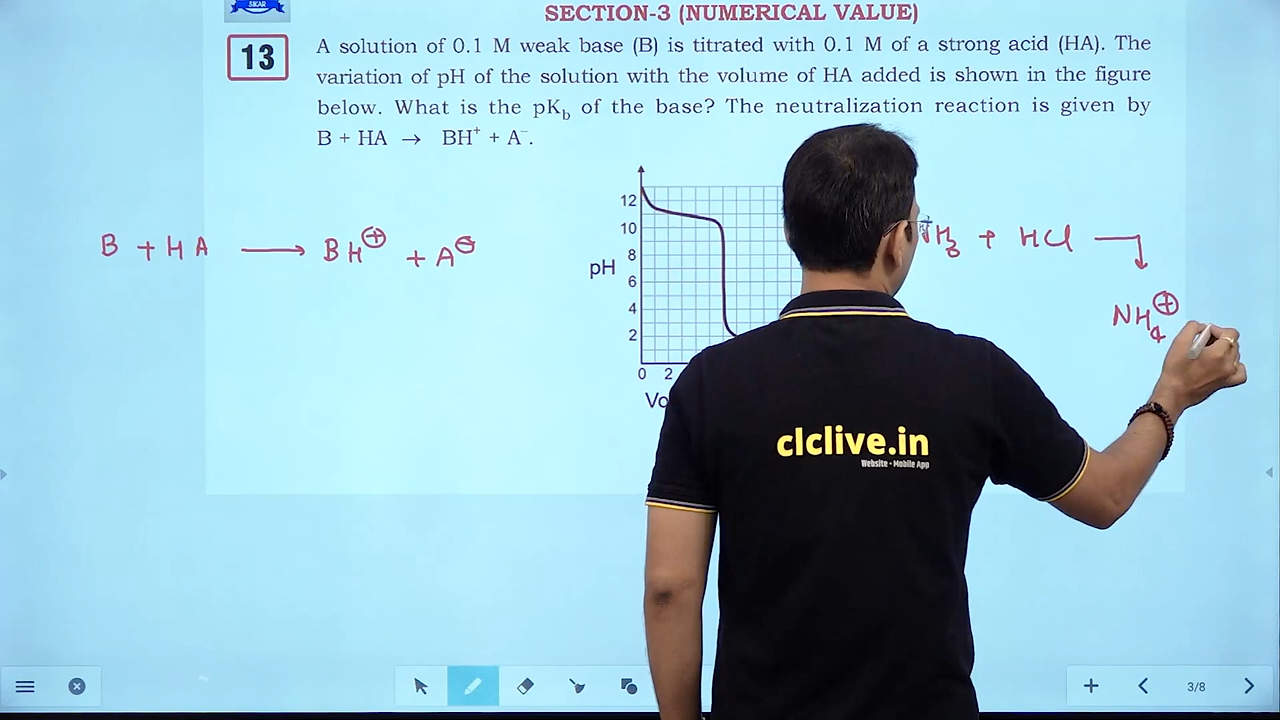 SIKAR
SECTION-3 (NUMERICAL VALUE)
13
A solution of 0.1 M weak base (B) is titrated with 0.1 M of a strong acid (HA). The
variation of pH of the solution with the volume of HA added is shown in the figure
below. What is the pKb of the base? The neutralization reaction is given by
B + HA → BH⁺ + A⁻.
B + HA ⟶ BH⊕ + A⊖
12
10
8
pH
6
4
2
0 2
H₃ + HCl
NH₄⊕
clclive.in
Website • Mobile App
3/8